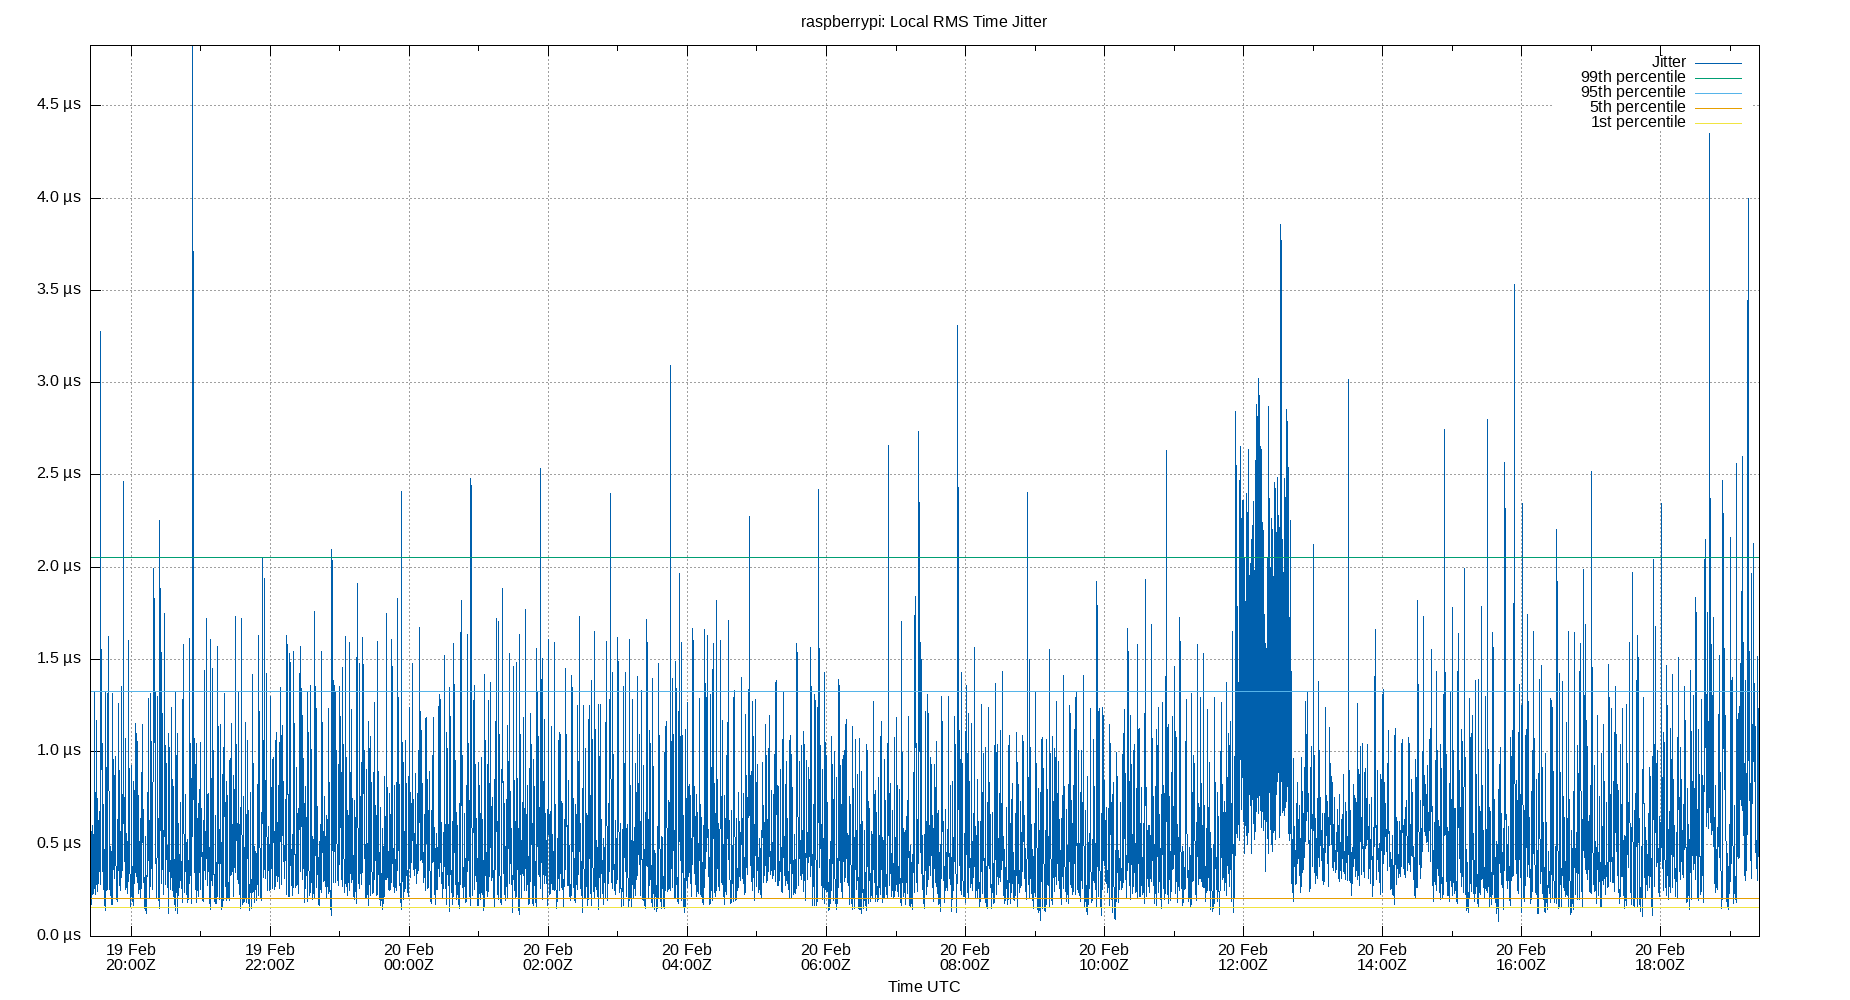 raspberrypi: Local RMS Time Jitter
Jitter
99th percentile
95th percentile
5th percentile
1st percentile
4.5 µs
4.0 µs
3.5 µs
3.0 µs
2.5 µs
2.0 µs
1.5 µs
1.0 µs
0.5 µs
0.0 µs
19 Feb 19 Feb 20 Feb 20 Feb 20 Feb 20 Feb 20 Feb 20 Feb 20 Feb 20 Feb 20 Feb 20 Feb
20:00Z 22:00Z 00:00Z 02:00Z 04:00Z 06:00Z 08:00Z 10:00Z 12:00Z 14:00Z 16:00Z 18:00Z
Time UTC